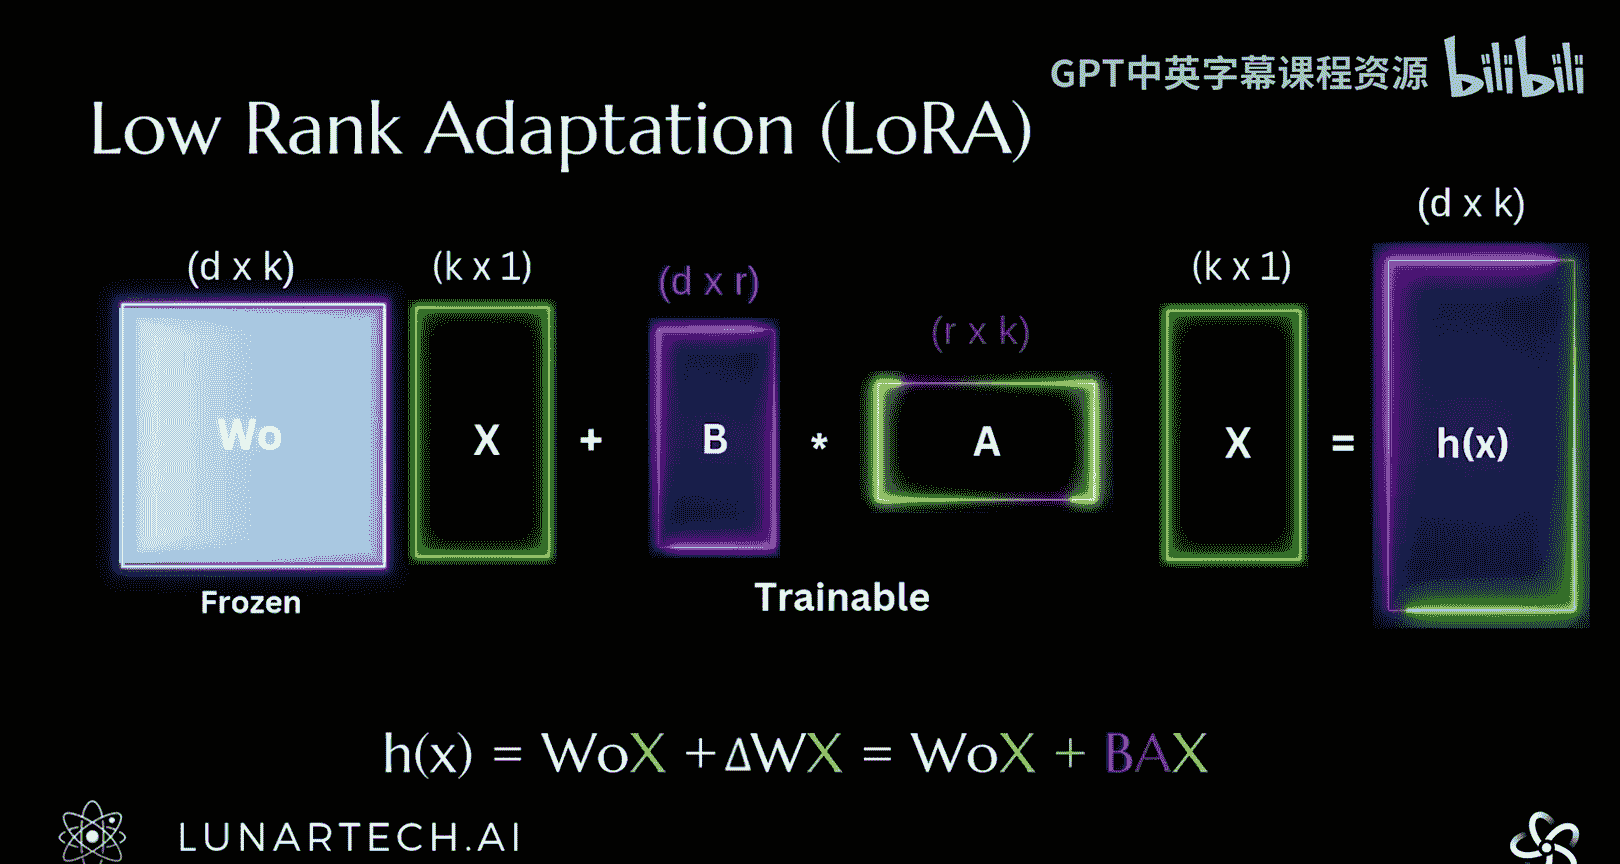 GPT中英字幕课程资源 bilibili
Low Rank Adaptation (LoRA)
(d x k)
(d x k) (k x 1) (d x r) (r x k) (k x 1)
Wo X + B * A X = h(x)
Frozen Trainable
h(x) = WoX + ΔWX = WoX + BAX
LUNARTECH.AI